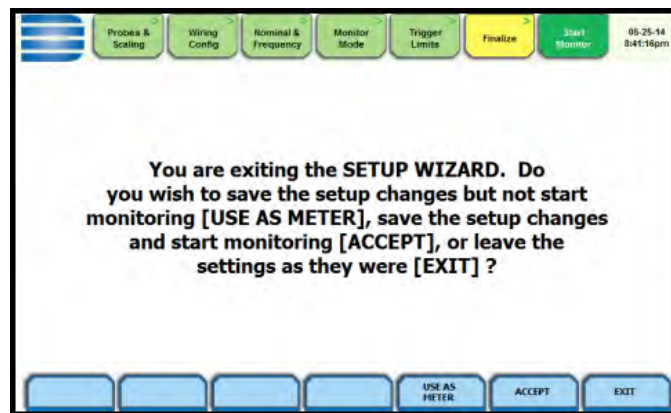 Probes & Scaling
Wiring Config
Nominal & Frequency
Monitor Mode
Trigger Limits
Finalize
Start Monitor
05-25-14
8:41:16pm
You are exiting the SETUP WIZARD. Do
you wish to save the setup changes but not start
monitoring [USE AS METER], save the setup changes
and start monitoring [ACCEPT], or leave the
settings as they were [EXIT] ?
USE AS METER
ACCEPT
EXIT